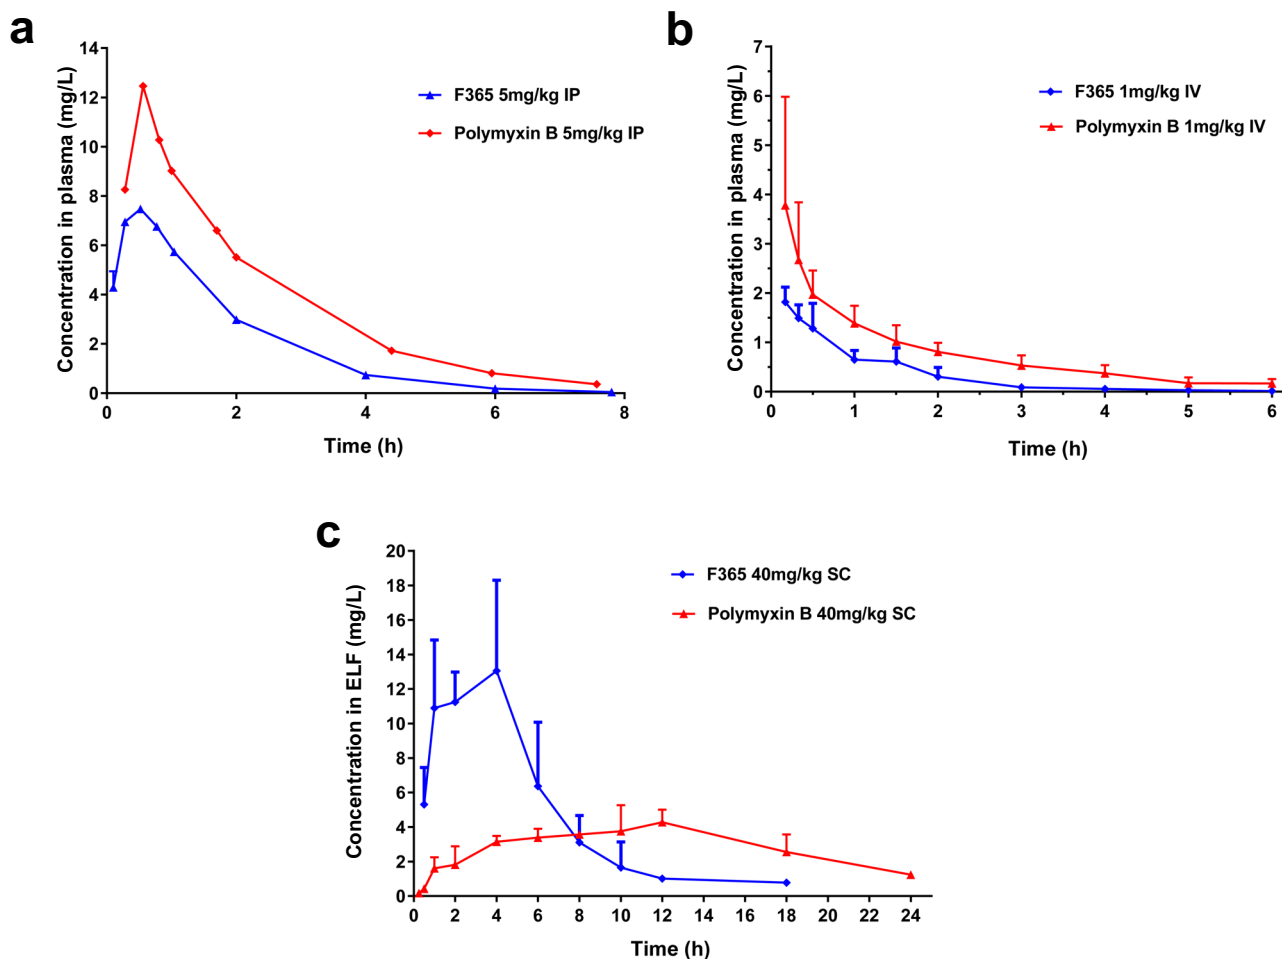 a
Concentration in plasma (mg/L)
14
12
10
8
6
4
2
0
0 2 4 6 8
Time (h)
F365 5mg/kg IP
Polymyxin B 5mg/kg IP
b
Concentration in plasma (mg/L)
7
6
5
4
3
2
1
0
0 1 2 3 4 5 6
Time (h)
F365 1mg/kg IV
Polymyxin B 1mg/kg IV
c
Concentration in ELF (mg/L)
20
18
16
14
12
10
8
6
4
2
0
0 2 4 6 8 10 12 14 16 18 20 22 24
Time (h)
F365 40mg/kg SC
Polymyxin B 40mg/kg SC